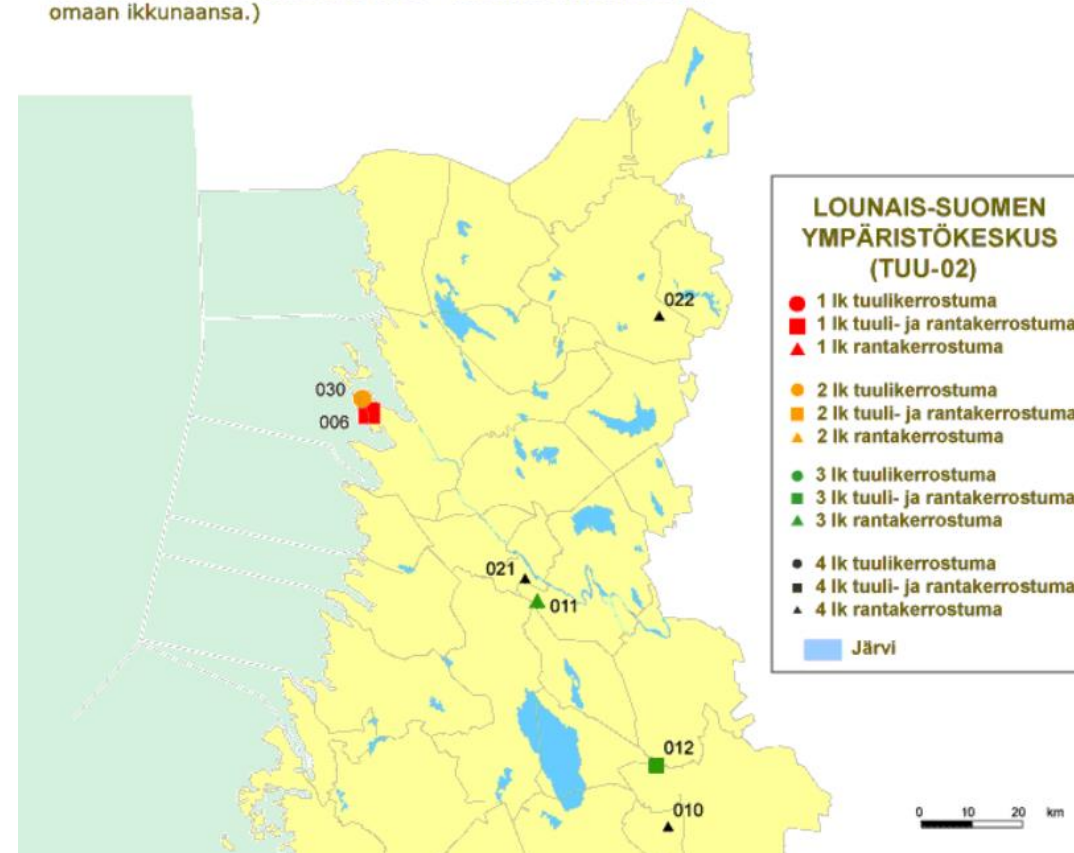 omaan ikkunaansa.)
LOUNAIS-SUOMEN
YMPÄRISTÖKESKUS
(TUU-02)
1 lk tuulikerrostuma
1 lk tuuli- ja rantakerrostuma
1 lk rantakerrostuma
2 lk tuulikerrostuma
2 lk tuuli- ja rantakerrostuma
2 lk rantakerrostuma
3 lk tuulikerrostuma
3 lk tuuli- ja rantakerrostuma
3 lk rantakerrostuma
4 lk tuulikerrostuma
4 lk tuuli- ja rantakerrostuma
4 lk rantakerrostuma
Järvi
022
030
006
021
011
012
010
0 10 20 km